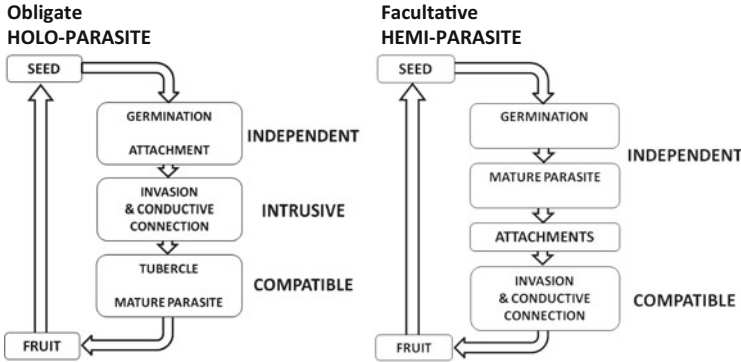 Obligate
HOLO-PARASITE
SEED
GERMINATION
ATTACHMENT
INDEPENDENT
INVASION
& CONDUCTIVE
CONNECTION
INTRUSIVE
TUBERCLE
MATURE PARASITE
COMPATIBLE
FRUIT
Facultative
HEMI-PARASITE
SEED
GERMINATION
INDEPENDENT
MATURE PARASITE
ATTACHMENTS
INVASION
& CONDUCTIVE
CONNECTION
COMPATIBLE
FRUIT